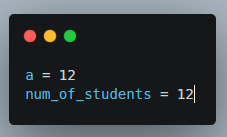 a = 12
num_of_students = 12